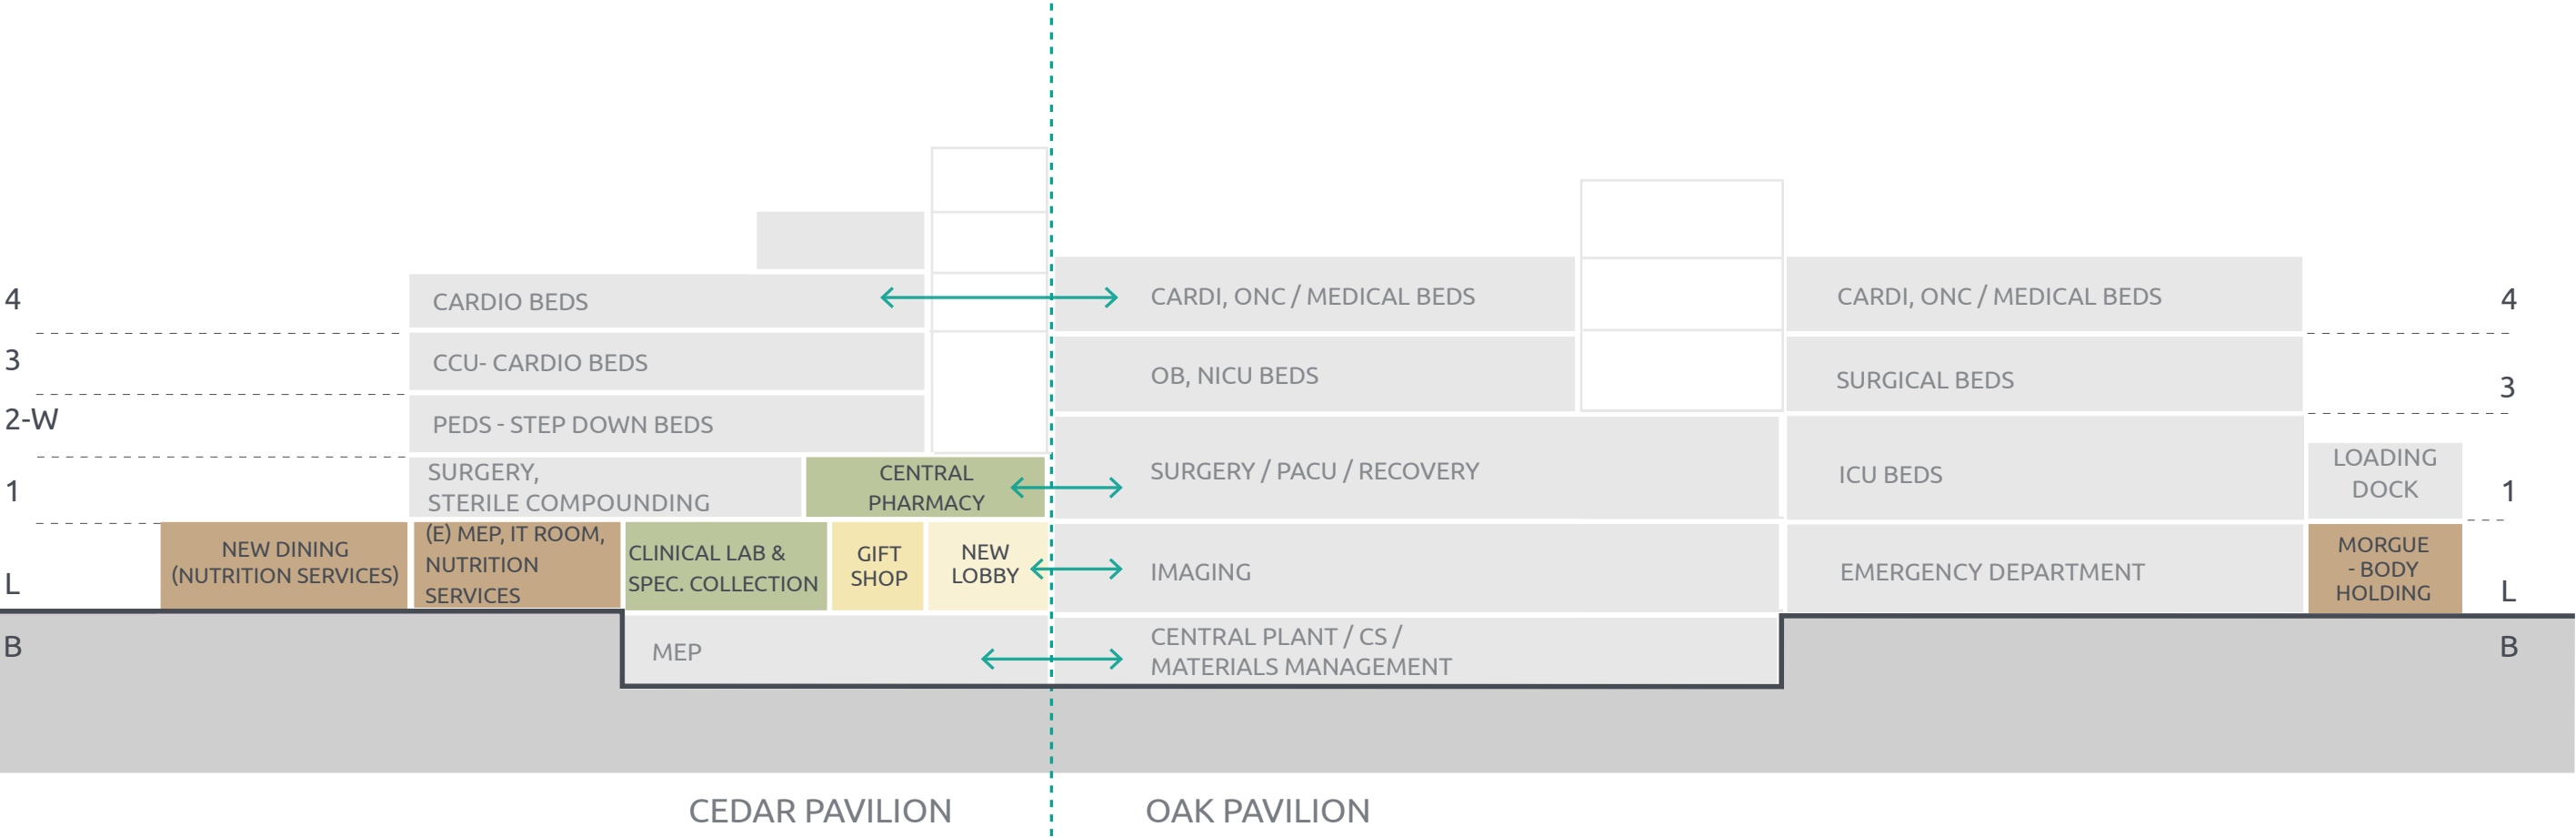 4
CARDIO BEDS
CARDI, ONC / MEDICAL BEDS
CARDI, ONC / MEDICAL BEDS
4
3
CCU- CARDIO BEDS
OB, NICU BEDS
SURGICAL BEDS
3
2-W
PEDS - STEP DOWN BEDS
1
SURGERY,
STERILE COMPOUNDING
CENTRAL
PHARMACY
SURGERY / PACU / RECOVERY
ICU BEDS
LOADING
DOCK
1
L
NEW DINING
(NUTRITION SERVICES)
(E) MEP, IT ROOM,
NUTRITION
SERVICES
CLINICAL LAB &
SPEC. COLLECTION
GIFT
SHOP
NEW
LOBBY
IMAGING
EMERGENCY DEPARTMENT
MORGUE
- BODY
HOLDING
L
B
MEP
CENTRAL PLANT / CS /
MATERIALS MANAGEMENT
B
CEDAR PAVILION
OAK PAVILION